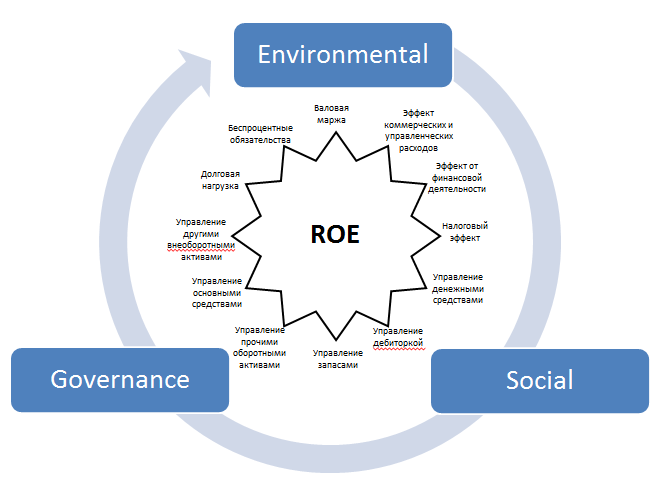 Environmental
Валовая
маржа
Эффект
коммерческих и
управленческих
расходов
Эффект от
финансовой
деятельности
Налоговый
эффект
Управление
денежными
средствами
Управление
дебиторкой
Управление
запасами
Управление
прочими
оборотными
активами
Управление
основными
средствами
Управление
другими
внеоборотными
активами
Долговая
нагрузка
Беспроцентные
обязательства
ROE
Social
Governance